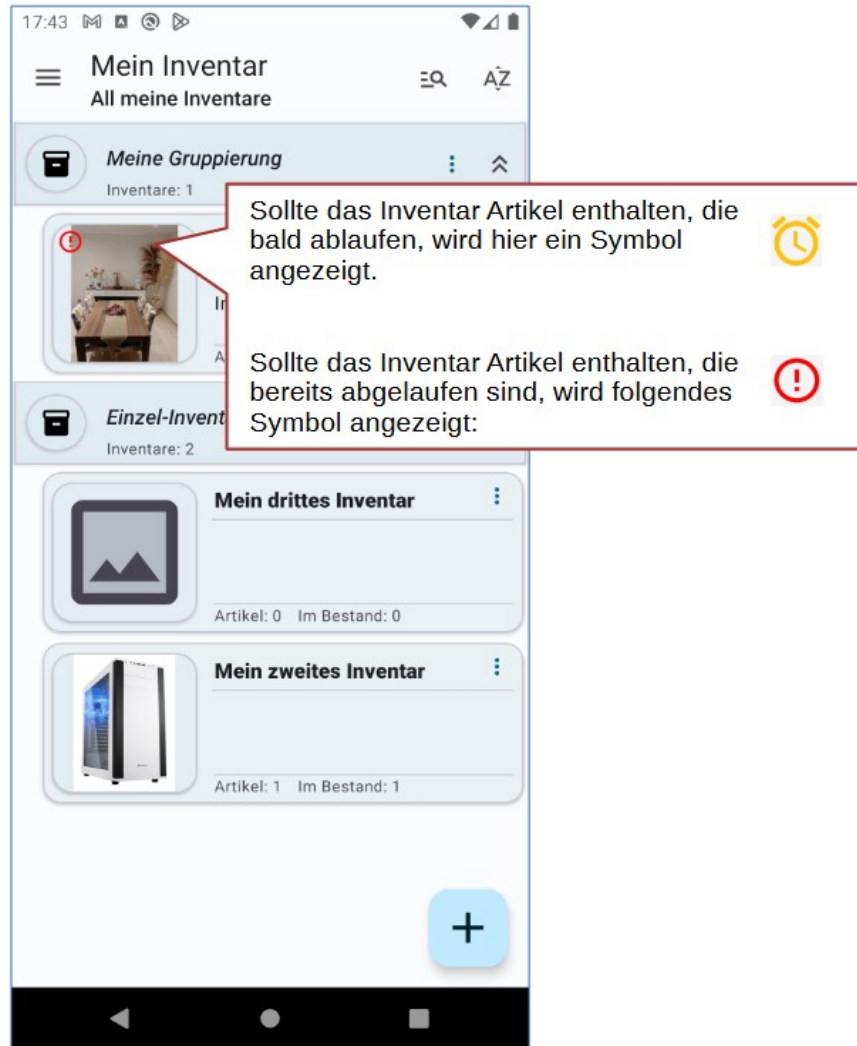 17:43
Mein Inventar
All meine Inventare
AZ
Meine Gruppierung
Inventare: 1
Sollte das Inventar Artikel enthalten, die
bald ablaufen, wird hier ein Symbol
angezeigt.
Sollte das Inventar Artikel enthalten, die
bereits abgelaufen sind, wird folgendes
Symbol angezeigt:
Einzel-Invent
Inventare: 2
Mein drittes Inventar
Artikel: 0 Im Bestand: 0
Mein zweites Inventar
Artikel: 1 Im Bestand: 1